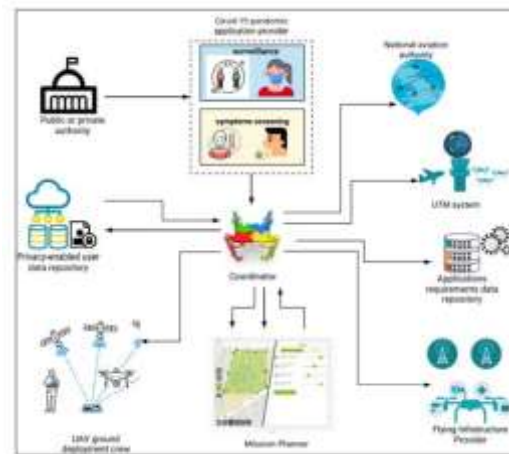 Covid-19 pandemic
application provider
surveillance
symptoms screening
National aviation
authority
Public or private
authority
UTM system
Privacy-enabled user
data repository
Coordinator
Applications
requirements data
repository
UAV ground
deployment crew
Mission Planner
Flying Infrastructure
Provider